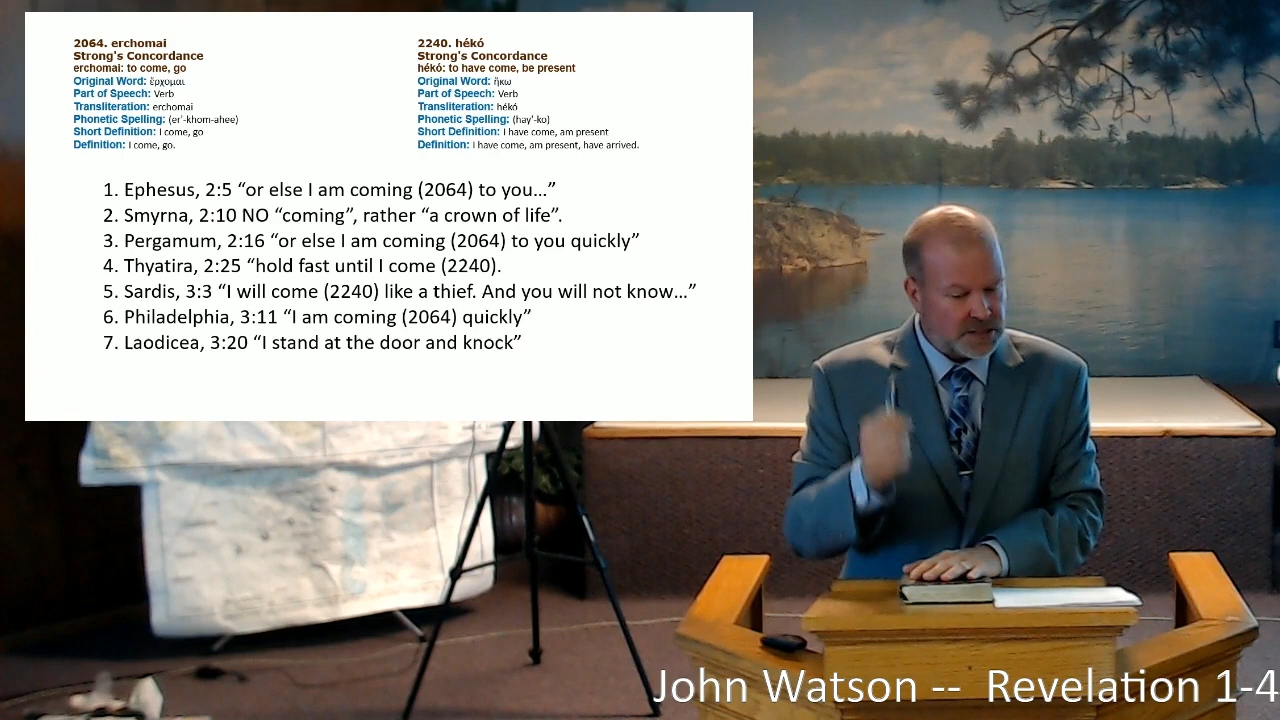 2064. erchomai
Strong's Concordance
erchomai: to come, go
Original Word: ἔρχομαι
Part of Speech: Verb
Transliteration: erchomai
Phonetic Spelling: (er'-khom-ahee)
Short Definition: I come, go
Definition: I come, go.
2240. hékó
Strong's Concordance
hékó: to have come, be present
Original Word: ἥκω
Part of Speech: Verb
Transliteration: hékó
Phonetic Spelling: (hay'-ko)
Short Definition: I have come, am present
Definition: I have come, am present, have arrived.
1. Ephesus, 2:5 “or else I am coming (2064) to you…”
2. Smyrna, 2:10 NO “coming”, rather “a crown of life”.
3. Pergamum, 2:16 “or else I am coming (2064) to you quickly”
4. Thyatira, 2:25 “hold fast until I come (2240).
5. Sardis, 3:3 “I will come (2240) like a thief. And you will not know…”
6. Philadelphia, 3:11 “I am coming (2064) quickly”
7. Laodicea, 3:20 “I stand at the door and knock”
John Watson -- Revelation 1-4